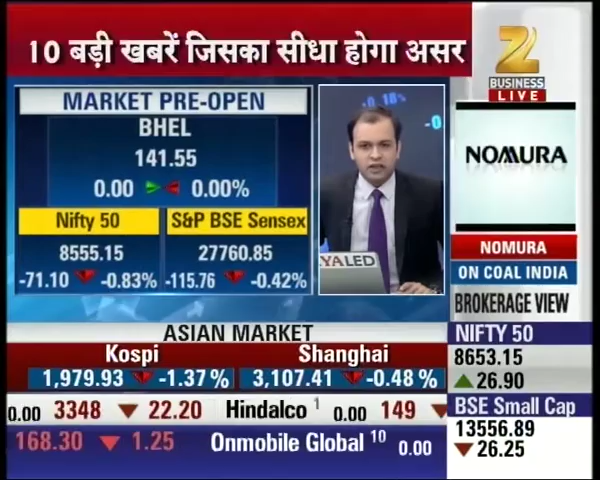 10 बड़ी खबरें जिसका सीधा होगा असर
Z
BUSINESS
LIVE
MARKET PRE-OPEN
BHEL
141.55
0.00 0.00%
Nifty 50
8555.15
-71.10 -0.83%
S&P BSE Sensex
27760.85
-115.76 -0.42%
-0.18%
-0.
YALED
NOMURA
NOMURA
ON COAL INDIA
BROKERAGE VIEW
ASIAN MARKET
Kospi
1,979.93 -1.37%
Shanghai
3,107.41 -0.48%
NIFTY 50
8653.15
26.90
BSE Small Cap
13556.89
26.25
0.00 3348 22.20 Hindalco 1 0.00 149
168.30 1.25 Onmobile Global 10 0.00